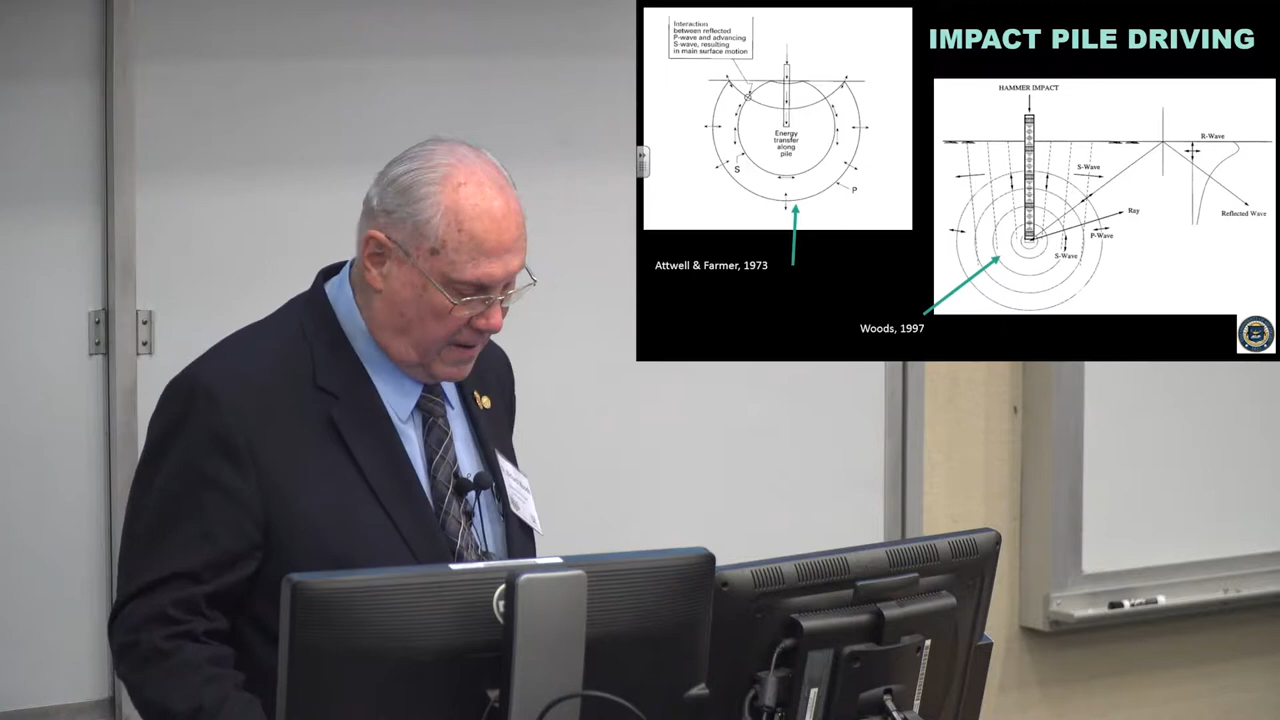 Interaction
between reflected
P-wave and advancing
S-wave, resulting
in main surface motion
Energy
transfer
along
pile
S
P
Attwell & Farmer, 1973
IMPACT PILE DRIVING
HAMMER IMPACT
R-Wave
S-Wave
Ray
Reflected Wave
P-Wave
S-Wave
Woods, 1997